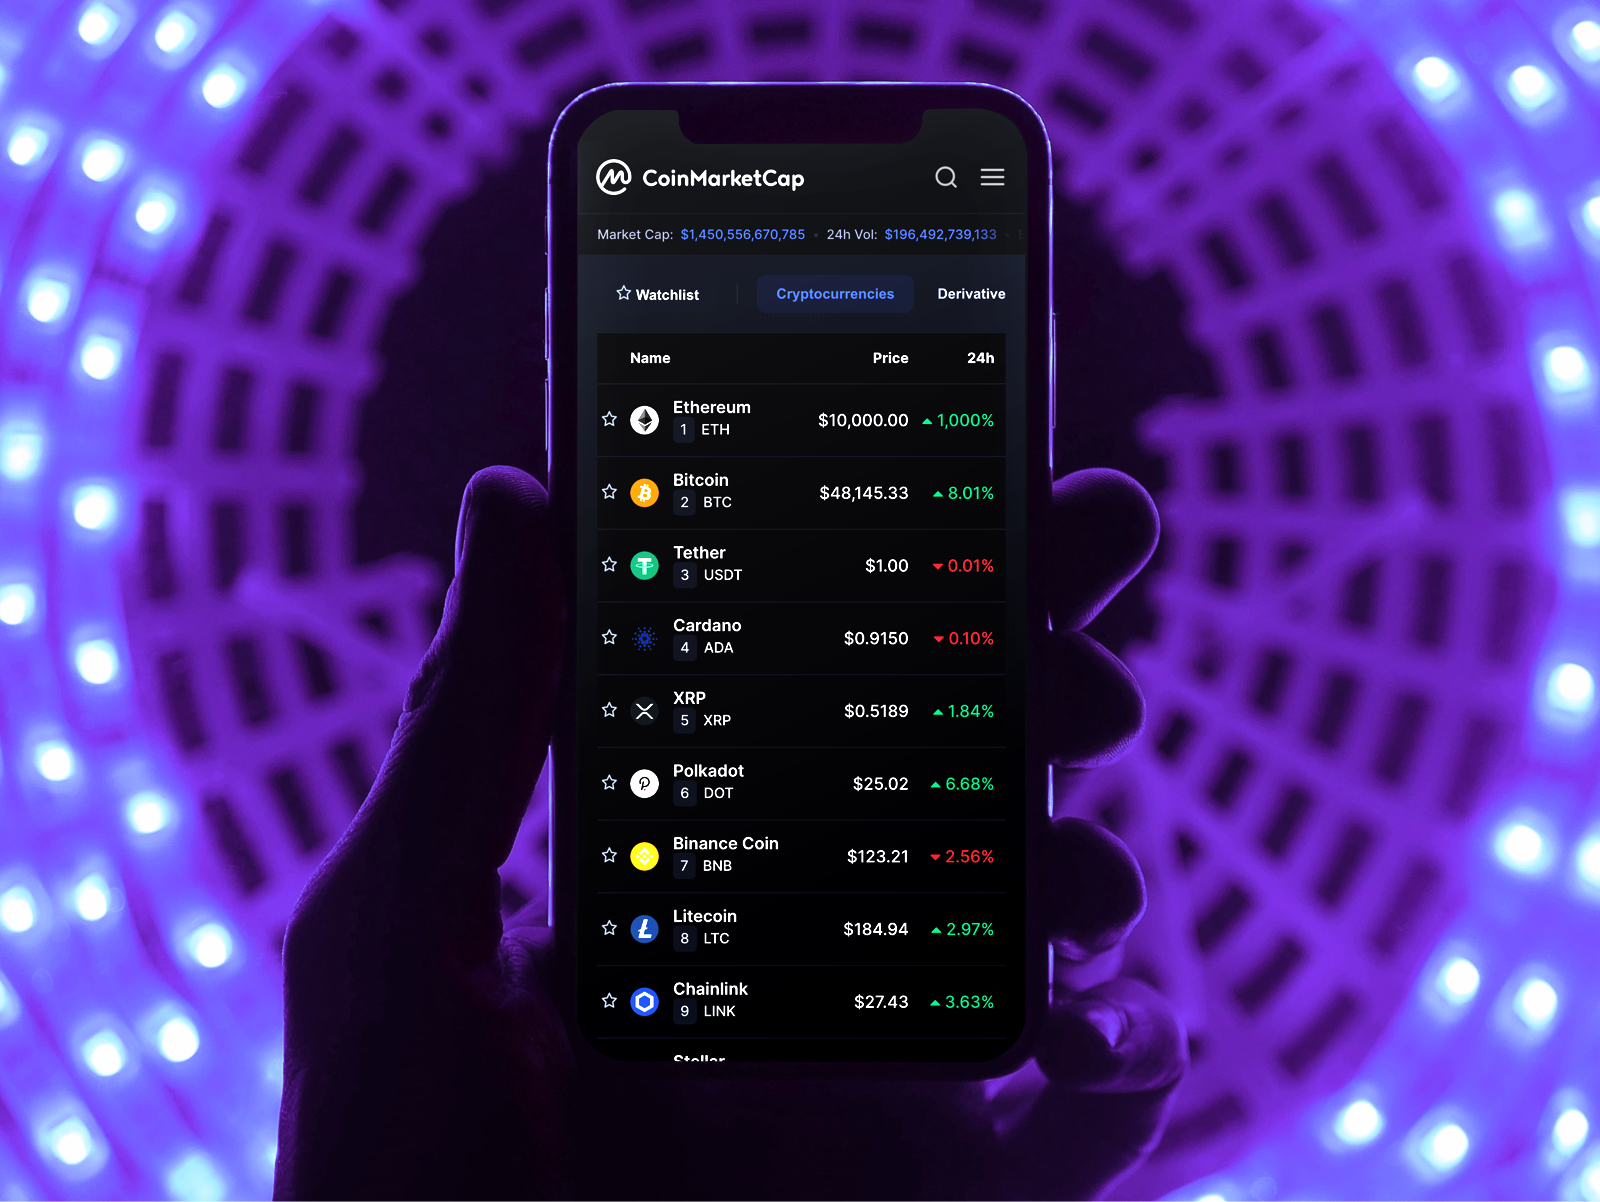 CoinMarketCap
Market Cap: $1,450,556,670,785 • 24h Vol: $196,492,739,133
Watchlist Cryptocurrencies Derivative
Name Price 24h
Ethereum
$10,000.00 1,000%
1 ETH
Bitcoin
$48,145.33 8.01%
2 BTC
Tether
$1.00 0.01%
3 USDT
Cardano
$0.9150 0.10%
4 ADA
XRP
$0.5189 1.84%
5 XRP
Polkadot
$25.02 6.68%
6 DOT
Binance Coin
$123.21 2.56%
7 BNB
Litecoin
$184.94 2.97%
8 LTC
Chainlink
$27.43 3.63%
9 LINK
Stellar